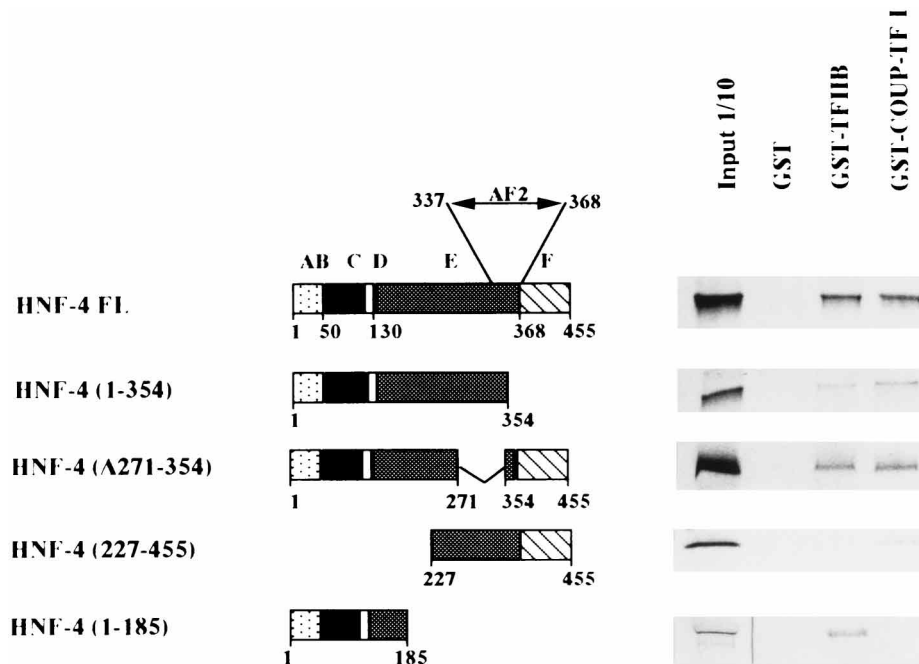 Input 1/10
GST
GST-TFIIB
GST-COUP-TF I
337 AF2 368
AB C D E F
HNF-4 FL
1 50 130 368 455
HNF-4 (1-354)
1 354
HNF-4 (Δ271-354)
1 271 354 455
HNF-4 (227-455)
227 455
HNF-4 (1-185)
1 185